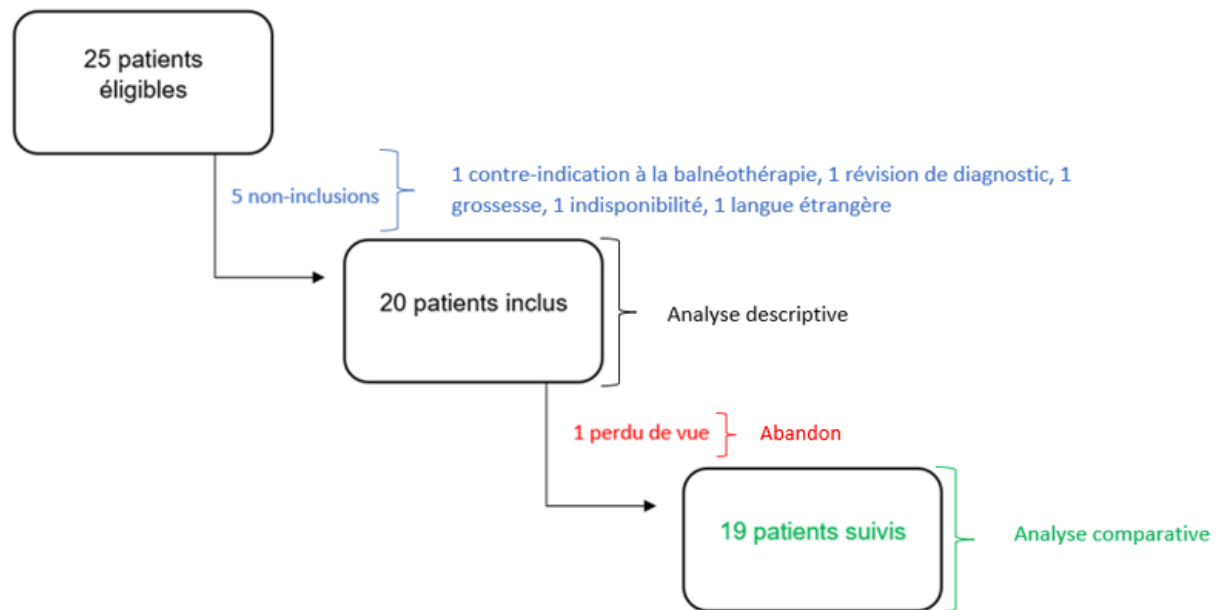 25 patients
éligibles
5 non-inclusions
1 contre-indication à la balnéothérapie, 1 révision de diagnostic, 1
grossesse, 1 indisponibilité, 1 langue étrangère
20 patients inclus
Analyse descriptive
1 perdu de vue
Abandon
19 patients suivis
Analyse comparative